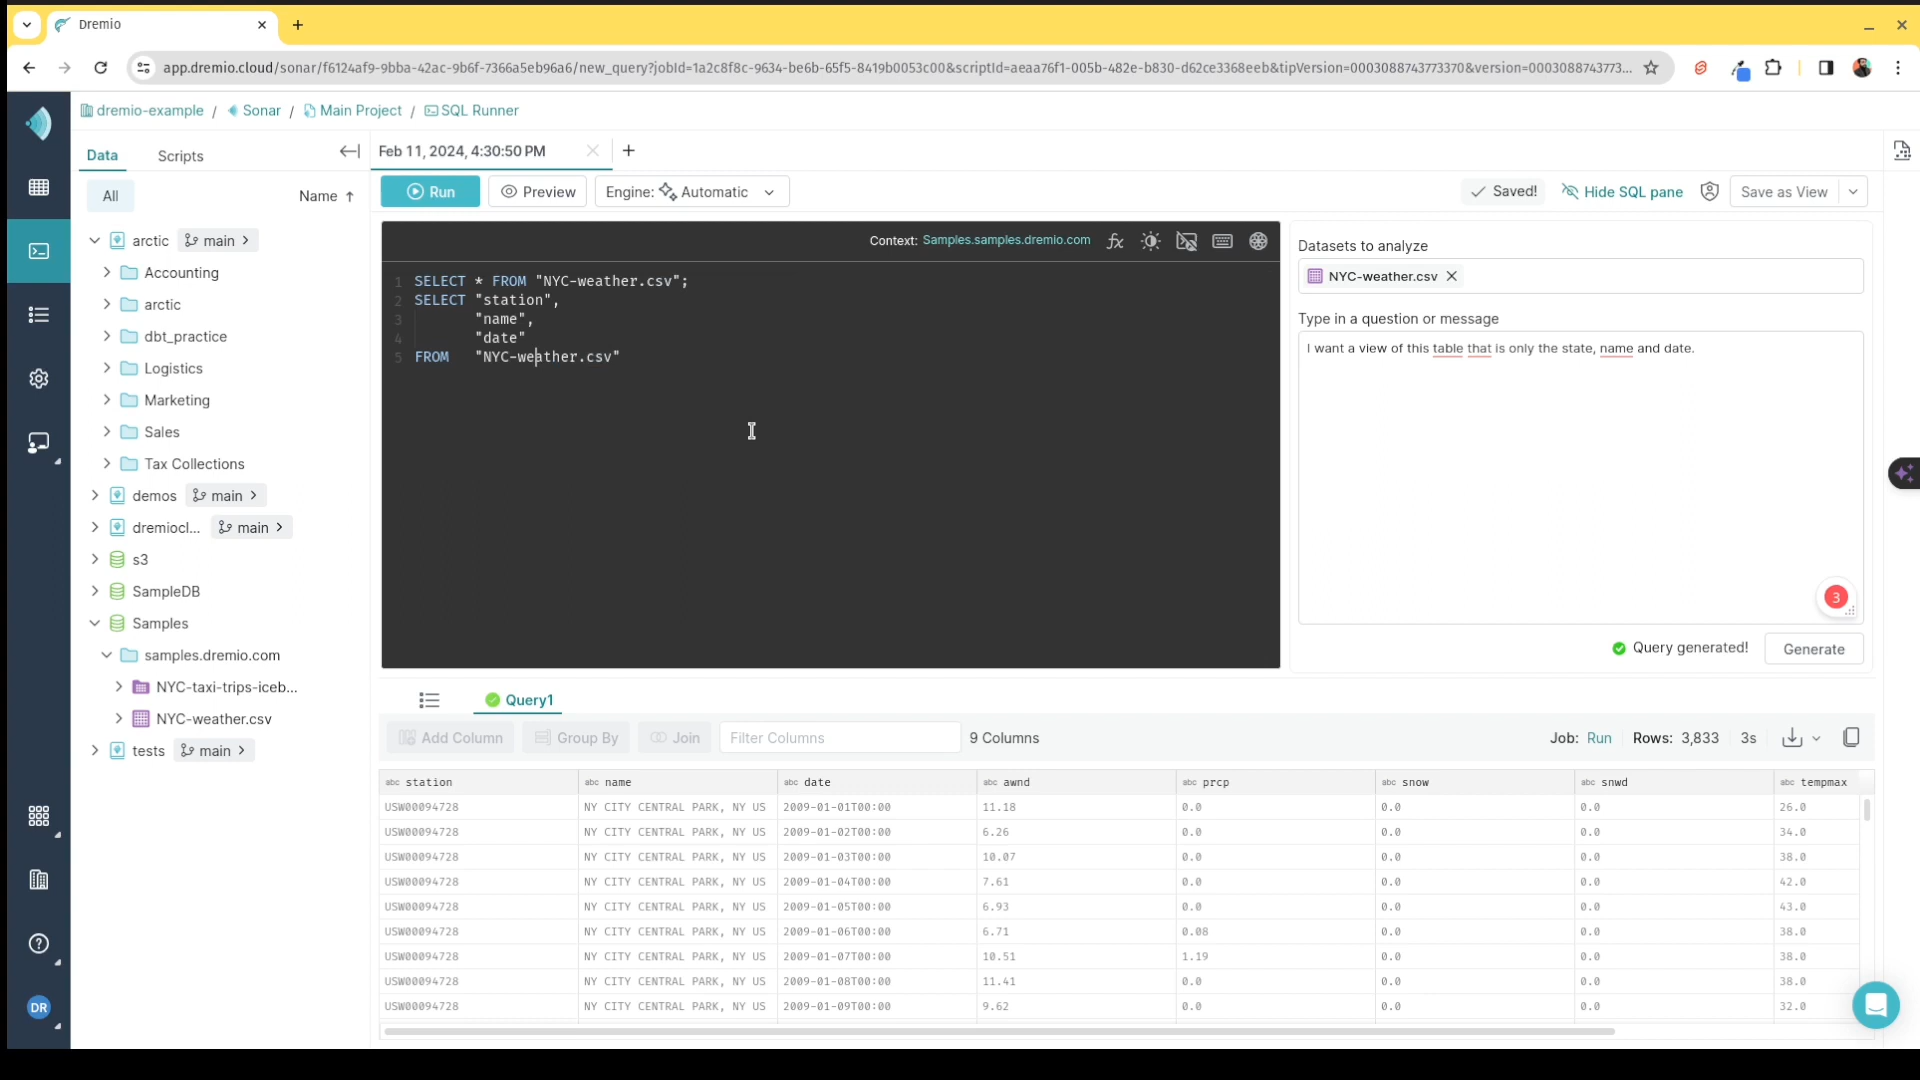 Dremio
app.dremio.cloud/sonar/f6124af9-9bba-42ac-9b6f-7366a5eb96a6/new_query?jobId=1a2c8f8c-9634-be6b-65f5-8419b0053c00&scriptId=aeaa76f1-005b-482e-b830-d62ce3368eeb&tipVersion=0003088743773370&version=0003088743773...
dremio-example / Sonar / Main Project / SQL Runner
Data Scripts
Feb 11, 2024, 4:30:50 PM
Run Preview Engine: Automatic Saved! Hide SQL pane Save as View
All Name ↑
arctic main >
Accounting
arctic
dbt_practice
Logistics
Marketing
Sales
Tax Collections
demos main >
dremiocl... main >
s3
SampleDB
Samples
samples.dremio.com
NYC-taxi-trips-iceb...
NYC-weather.csv
tests main >
DR
Context: Samples.samples.dremio.com fx
1 SELECT * FROM "NYC-weather.csv";
2 SELECT "station",
3 "name",
4 "date"
5 FROM "NYC-weather.csv"
Datasets to analyze
NYC-weather.csv
Type in a question or message
I want a view of this table that is only the state, name and date.
3
Query generated! Generate
Query1
Add Column Group By Join Filter Columns 9 Columns Job: Run Rows: 3,833 3s
abc station abc name abc date abc awnd abc prcp abc snow abc snwd abc tempmax
USW00094728 NY CITY CENTRAL PARK, NY US 2009-01-01T00:00 11.18 0.0 0.0 0.0 26.0
USW00094728 NY CITY CENTRAL PARK, NY US 2009-01-02T00:00 6.26 0.0 0.0 0.0 34.0
USW00094728 NY CITY CENTRAL PARK, NY US 2009-01-03T00:00 10.07 0.0 0.0 0.0 38.0
USW00094728 NY CITY CENTRAL PARK, NY US 2009-01-04T00:00 7.61 0.0 0.0 0.0 42.0
USW00094728 NY CITY CENTRAL PARK, NY US 2009-01-05T00:00 6.93 0.0 0.0 0.0 43.0
USW00094728 NY CITY CENTRAL PARK, NY US 2009-01-06T00:00 6.71 0.08 0.0 0.0 38.0
USW00094728 NY CITY CENTRAL PARK, NY US 2009-01-07T00:00 10.51 1.19 0.0 0.0 38.0
USW00094728 NY CITY CENTRAL PARK, NY US 2009-01-08T00:00 11.41 0.0 0.0 0.0 38.0
USW00094728 NY CITY CENTRAL PARK, NY US 2009-01-09T00:00 9.62 0.0 0.0 0.0 32.0